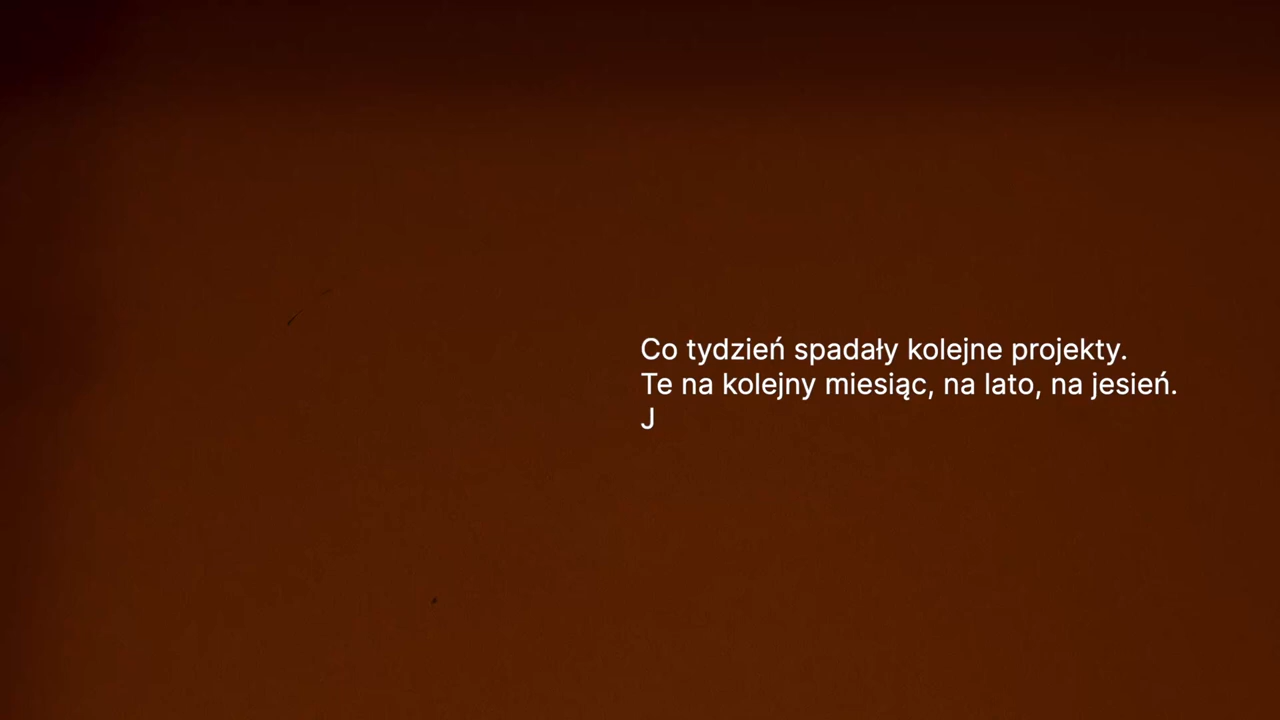 Co tydzień spadały kolejne projekty.
Te na kolejny miesiąc, na lato, na jesień.
J